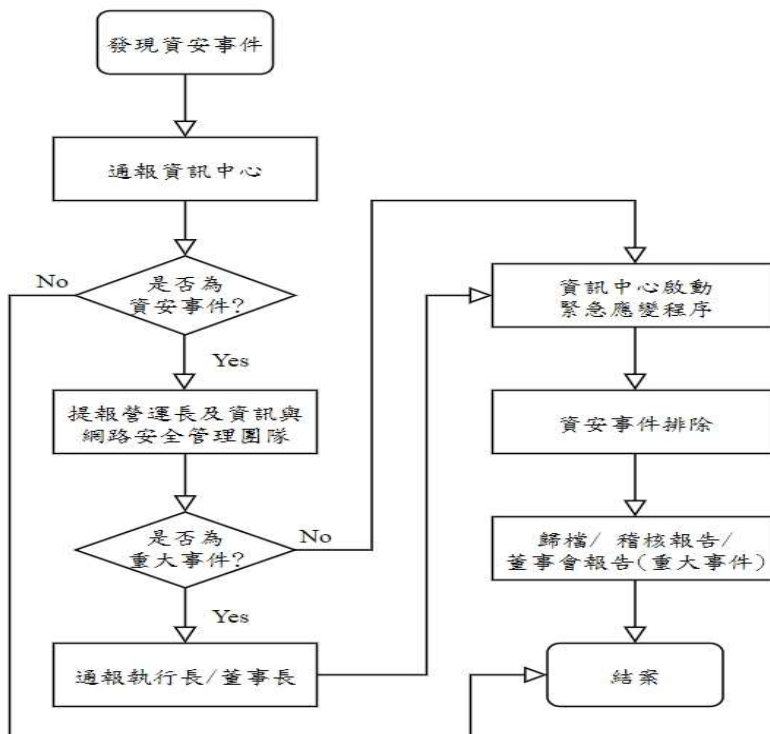 發現資安事件
通報資訊中心
No
是否為
資安事件?
Yes
提報營運長及資訊與
網路安全管理團隊
是否為
重大事件?
No
Yes
通報執行長/董事長
資訊中心啟動
緊急應變程序
資安事件排除
歸檔/ 稽核報告/
董事會報告(重大事件)
結案